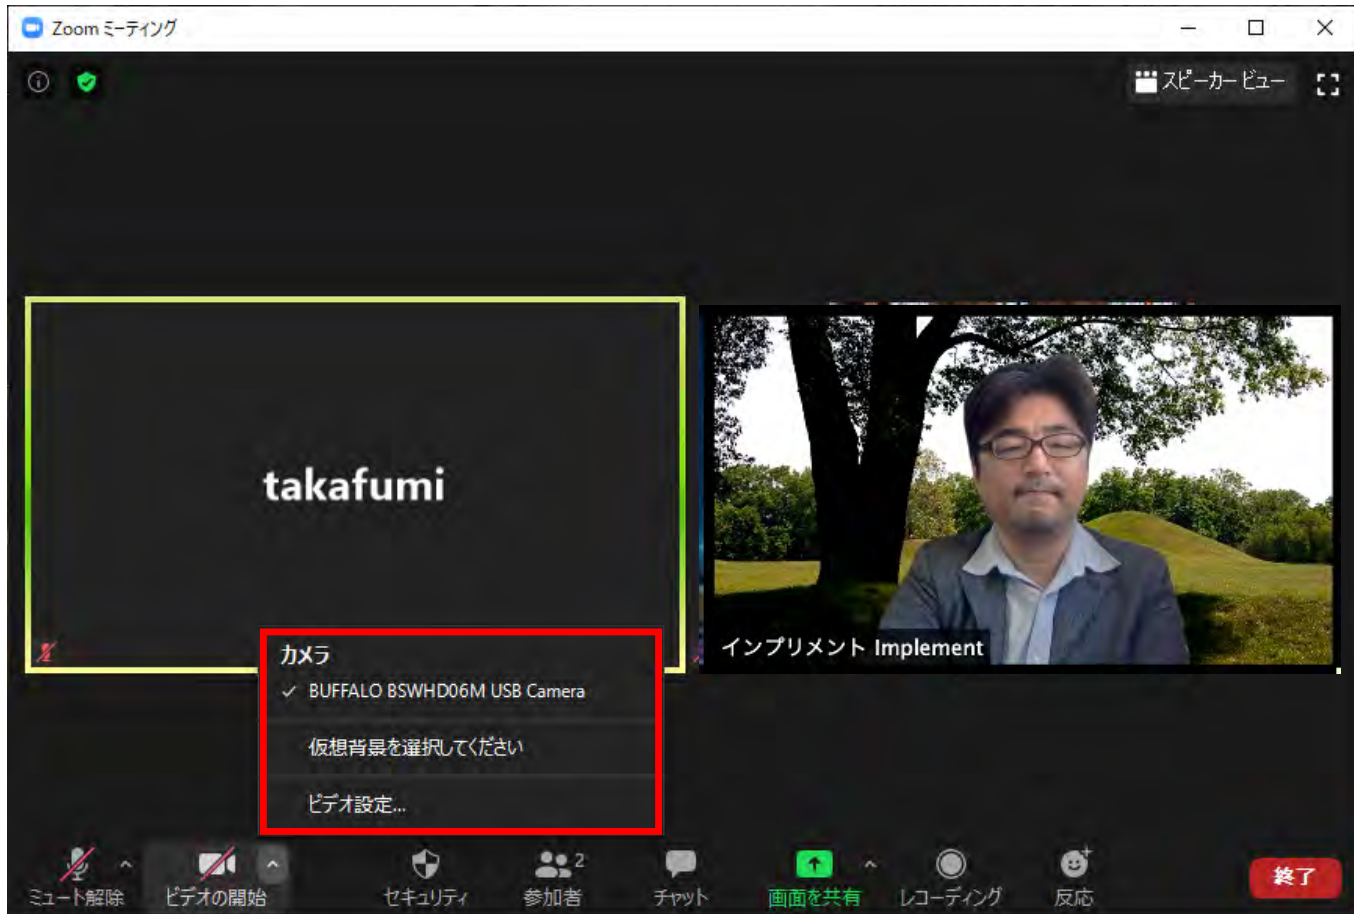 Zoom ミーティング
スピーカー ビュー
takafumi
インプリメント Implement
カメラ
✓ BUFFALO BSWHD06M USB Camera
仮想背景を選択してください
ビデオ設定...
ミュート解除
ビデオの開始
セキュリティ
2
参加者
チャット
画面を共有
レコーディング
反応
終了